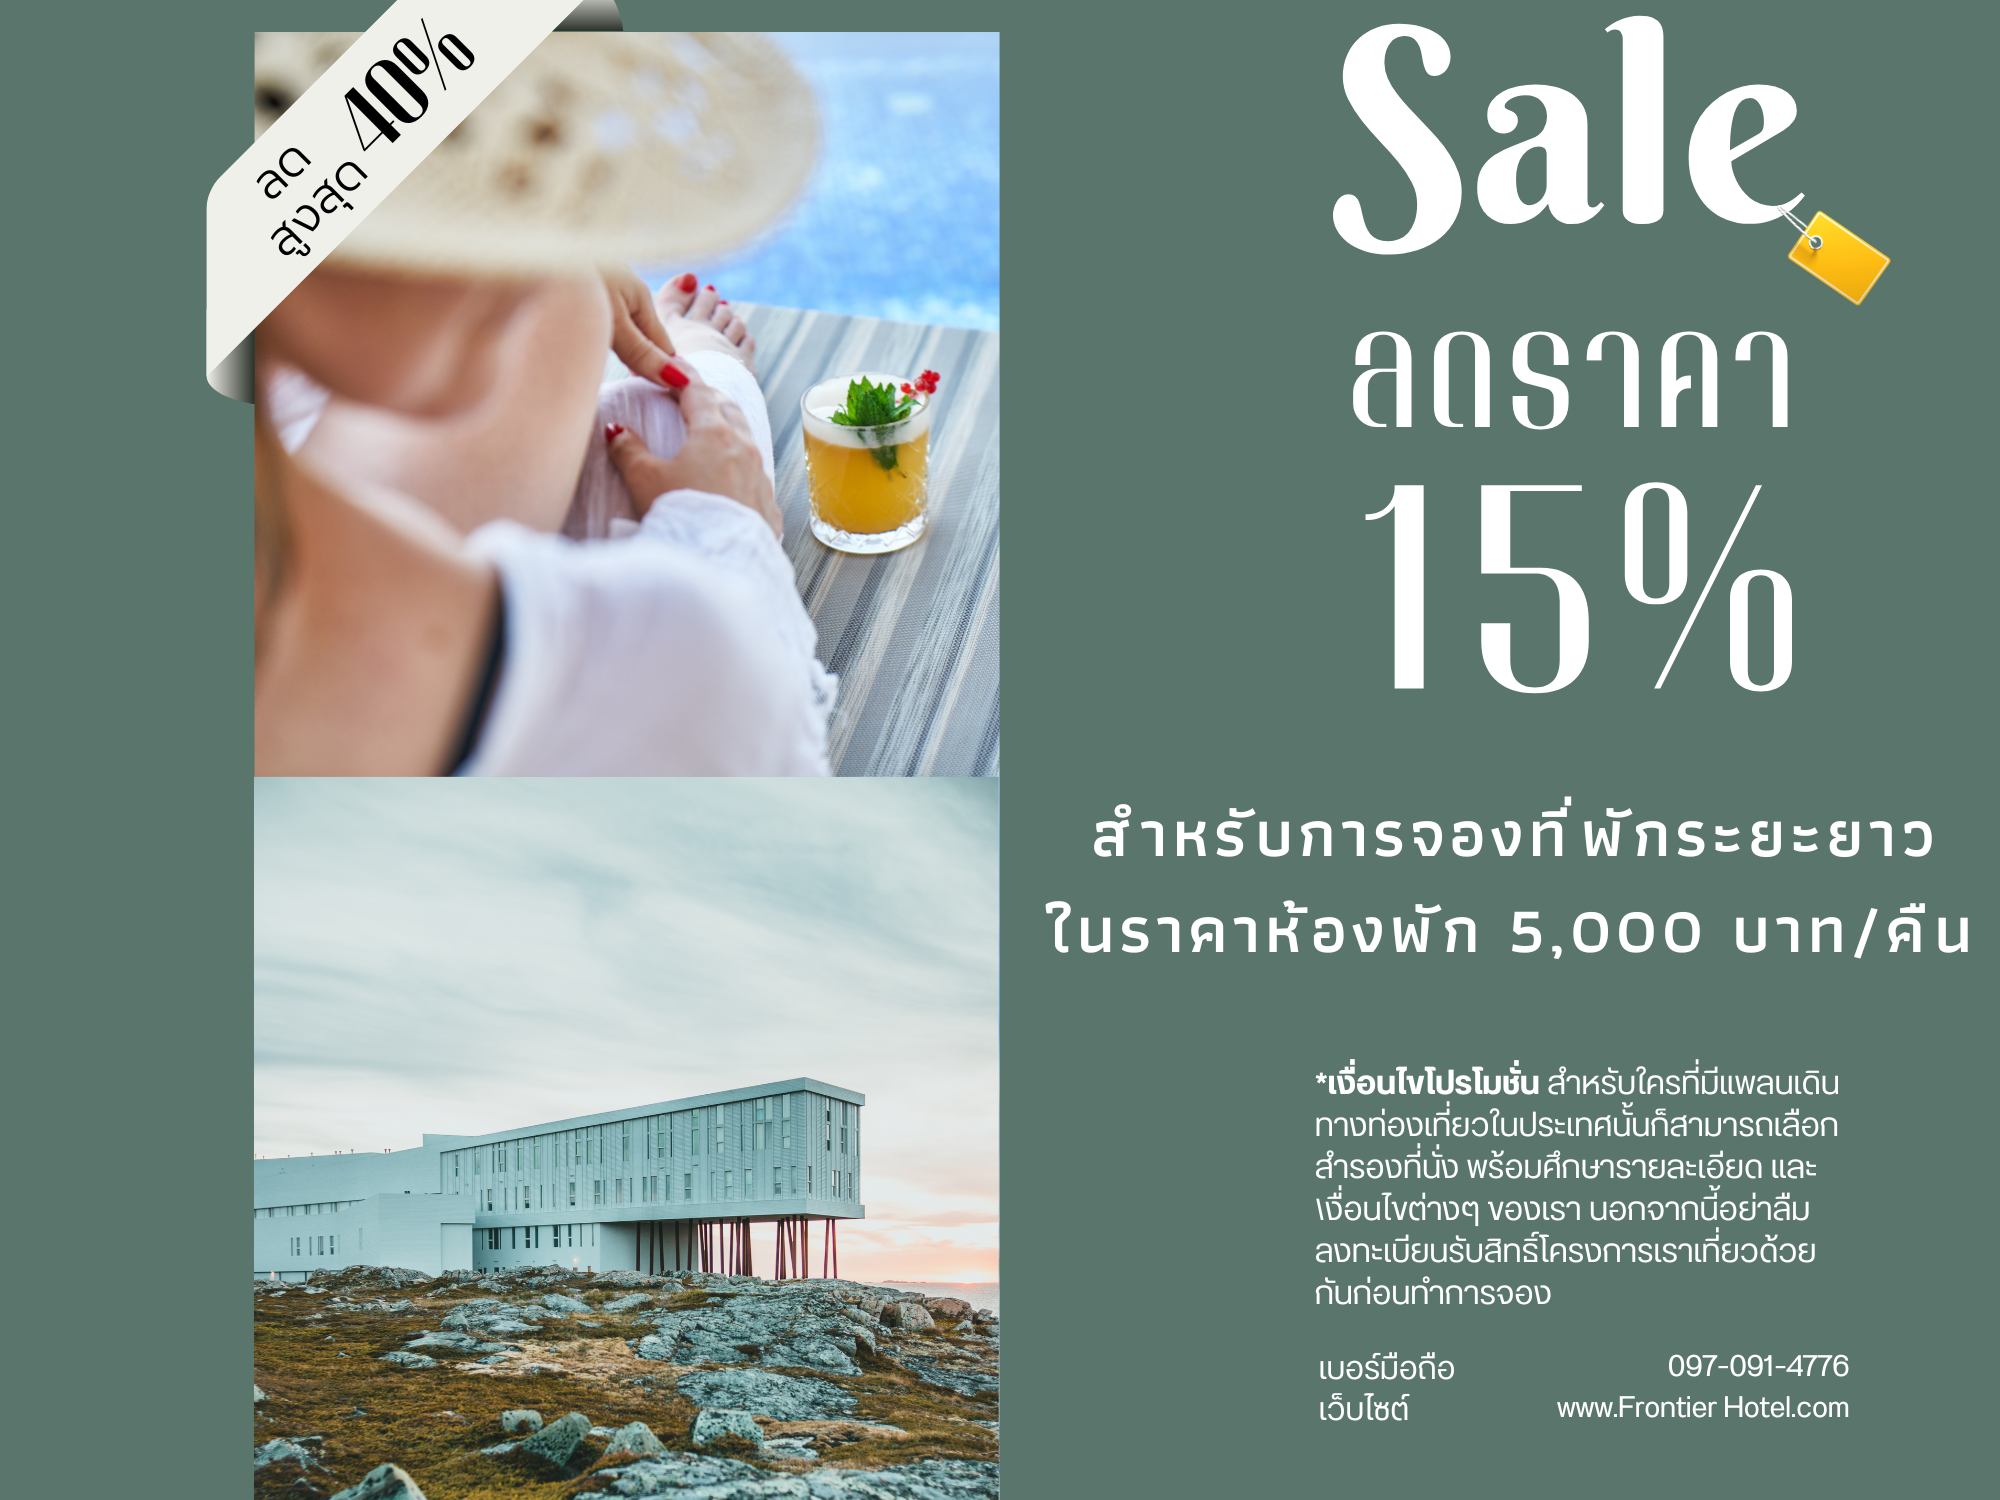 ลด
สูงสุด 40%
Sale
ลดราคา
15%
สำหรับการจองที่พักระยะยาว
ในราคาห้องพัก 5,000 บาท/คืน
*เงื่อนไขโปรโมชั่น สำหรับใครที่มีแพลนเดิน
ทางท่องเที่ยวในประเทศนั้นก็สามารถเลือก
สำรองที่นั่ง พร้อมศึกษารายละเอียด และ
\งื่อนไขต่างๆ ของเรา นอกจากนี้อย่าลืม
ลงทะเบียนรับสิทธิ์โครงการเราเที่ยวด้วย
กันก่อนทำการจอง
เบอร์มือถือ 097-091-4776
เว็บไซต์ www.Frontier Hotel.com